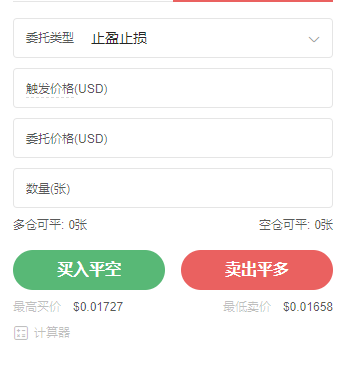 委托类型 止盈止损
触发价格(USD)
委托价格(USD)
数量(张)
多仓可平: 0张 空仓可平: 0张
买入平空 卖出平多
最高买价 $0.01727 最低卖价 $0.01658
计算器